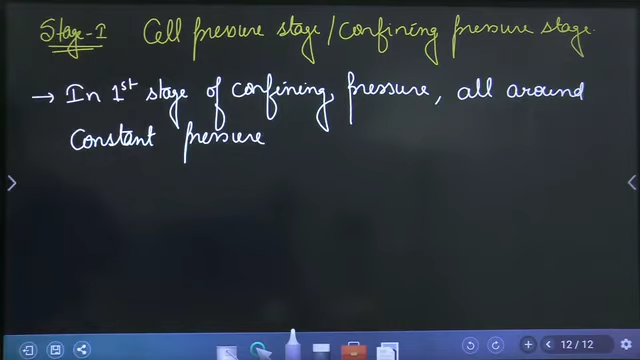 Stage-I Cell pressure stage/Confining pressure stage.
→ In 1st stage of confining pressure, all around
Constant pressure
12/12